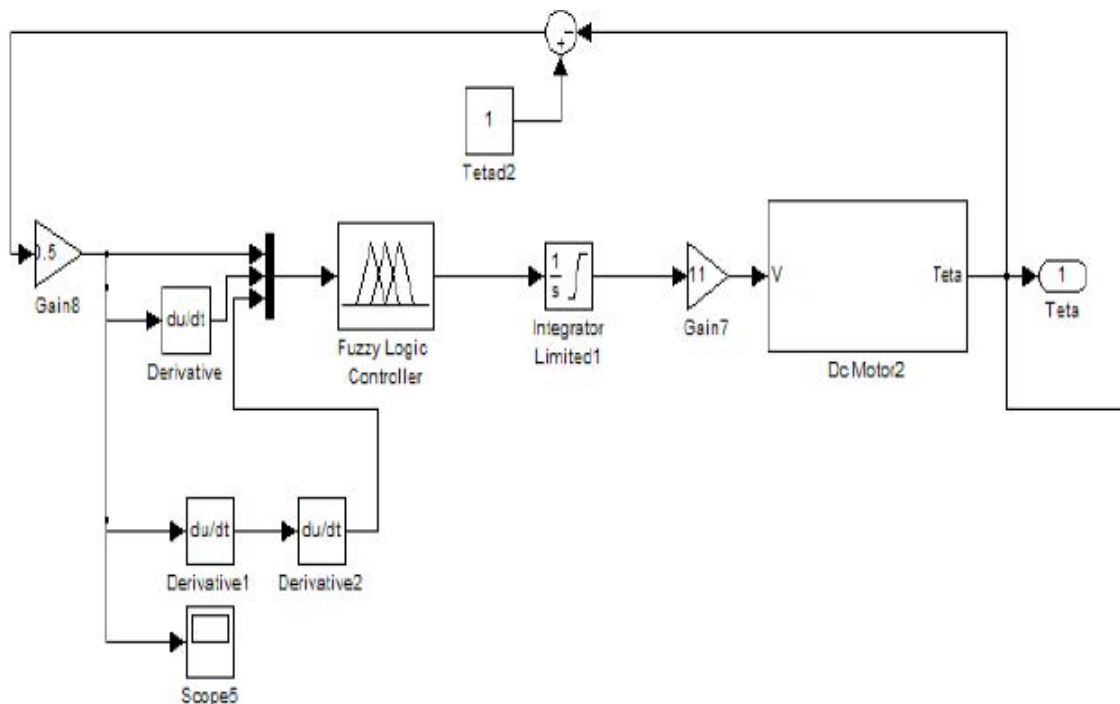 1
Tetad2
0.5
Gain8
du/dt
Derivative
Fuzzy Logic
Controller
1
s
Integrator
Limited1
11
Gain7
V
Teta
Dc Motor2
1
Teta
du/dt
Derivative1
du/dt
Derivative2
Scope5